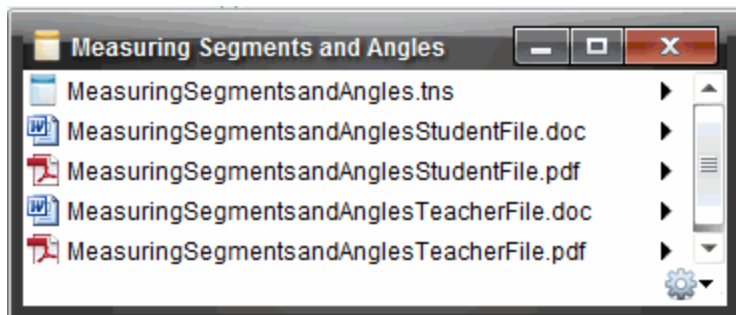 Measuring Segments and Angles
MeasuringSegmentsandAngles.tns
MeasuringSegmentsandAnglesStudentFile.doc
MeasuringSegmentsandAnglesStudentFile.pdf
MeasuringSegmentsandAnglesTeacherFile.doc
MeasuringSegmentsandAnglesTeacherFile.pdf